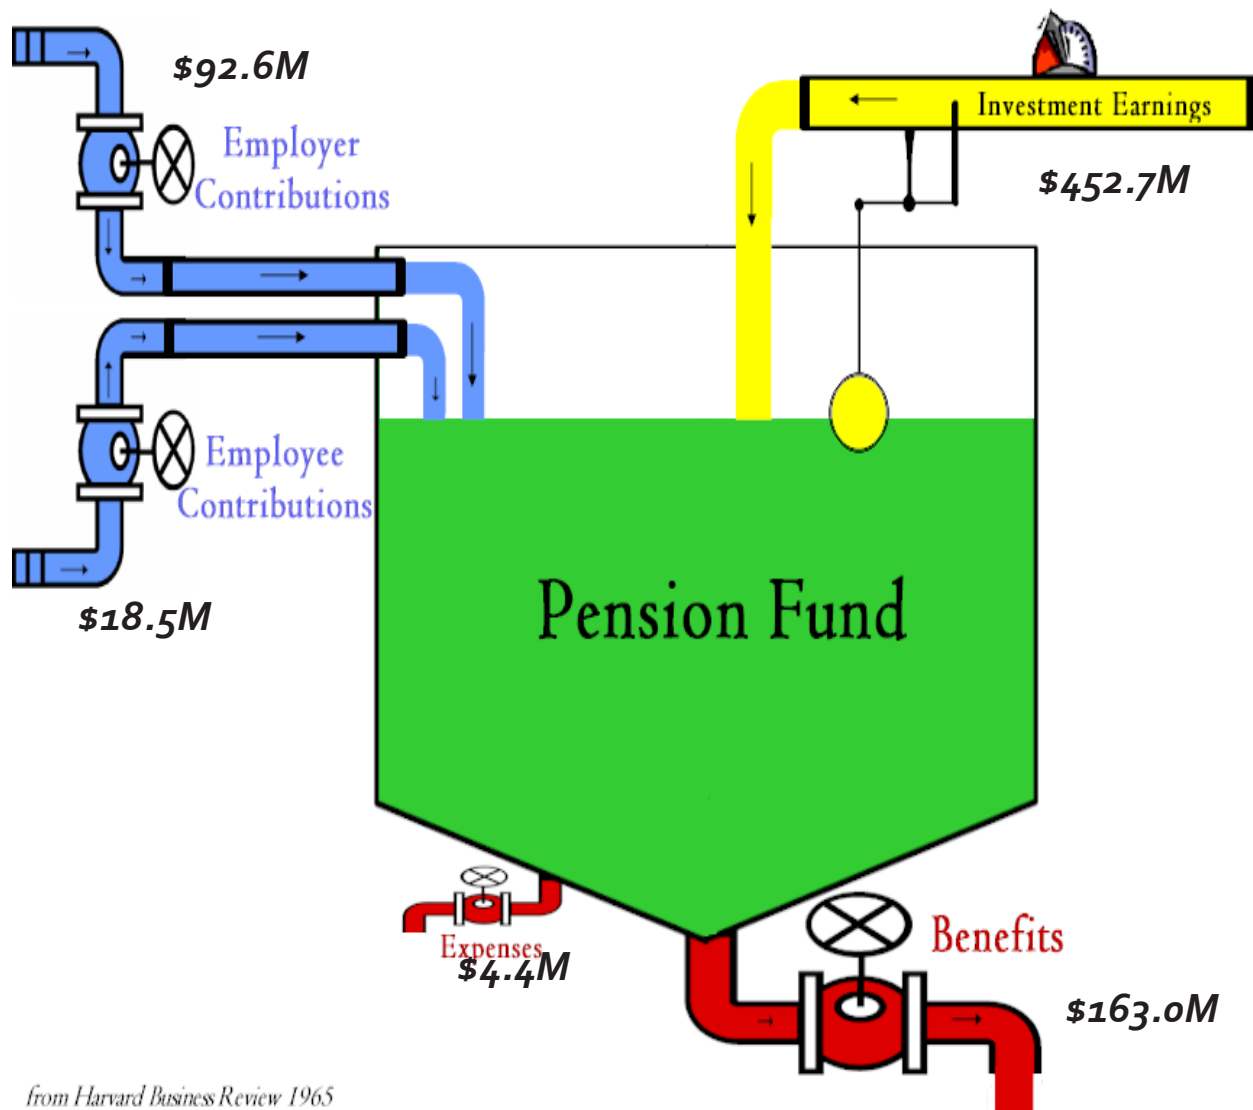 $92.6M
Employer
Contributions
Investment Earnings
$452.7M
Employee
Contributions
$18.5M
Pension Fund
Expenses
$4.4M
Benefits
$163.0M
from Harvard Business Review 1965